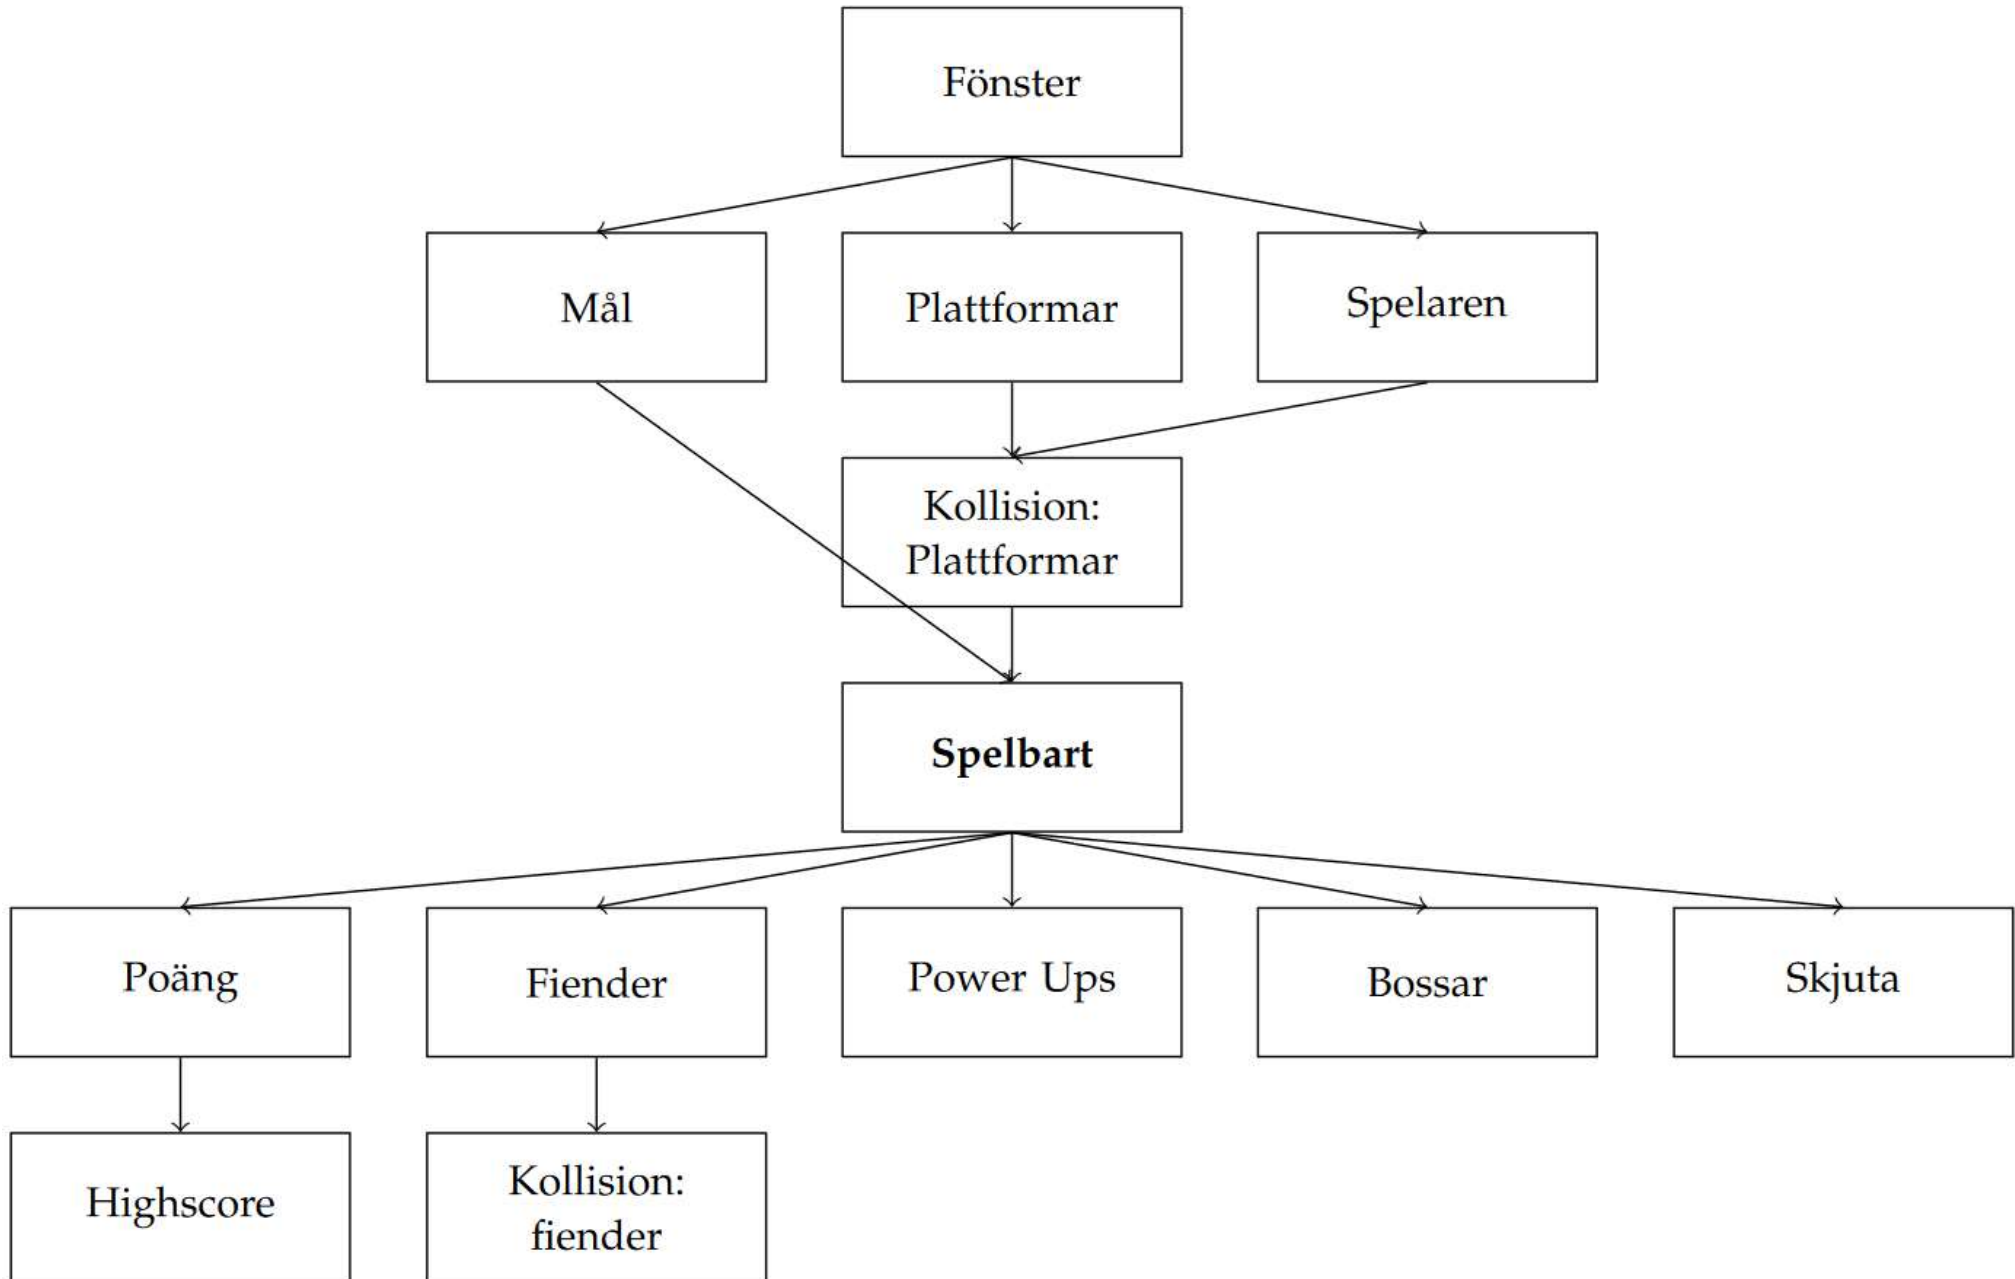 Fönster
Mål
Plattformar
Spelaren
Kollision:
Plattformar
Spelbart
Poäng
Fiender
Power Ups
Bossar
Skjuta
Highscore
Kollision:
fiender